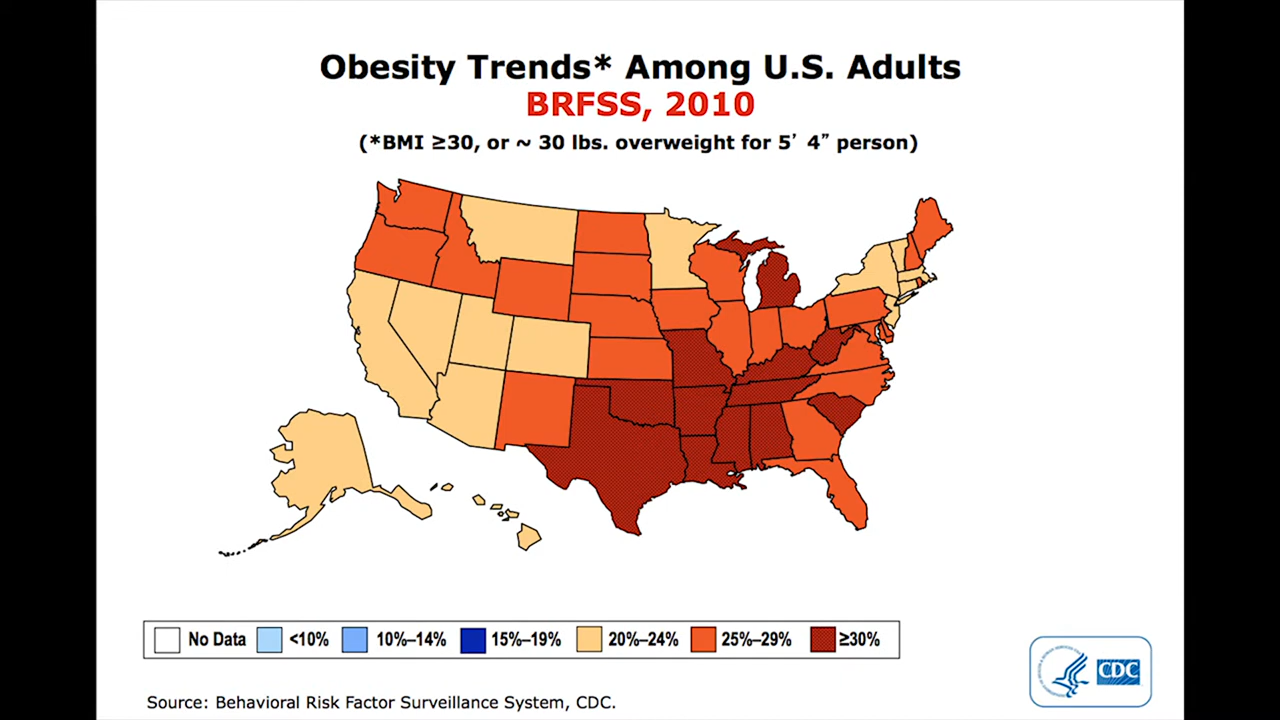 Obesity Trends* Among U.S. Adults
BRFSS, 2010
(*BMI ≥30, or ~ 30 lbs. overweight for 5’ 4” person)
No Data <10% 10%–14% 15%–19% 20%–24% 25%–29% ≥30%
CDC
Source: Behavioral Risk Factor Surveillance System, CDC.